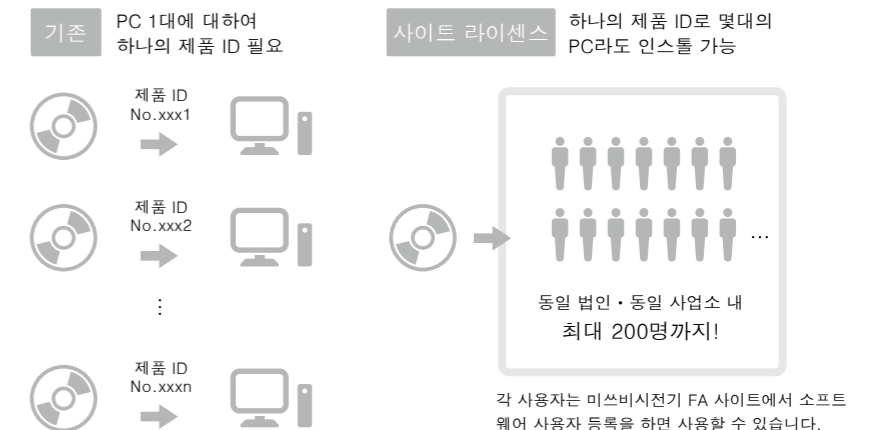 기존
PC 1대에 대하여
하나의 제품 ID 필요
제품 ID
No.xxx1
제품 ID
No.xxx2
⋮
제품 ID
No.xxxn
사이트 라이센스
하나의 제품 ID로 몇대의
PC라도 인스톨 가능
…
동일 법인・동일 사업소 내
최대 200명까지!
각 사용자는 미쓰비시전기 FA 사이트에서 소프트
웨어 사용자 등록을 하면 사용할 수 있습니다.